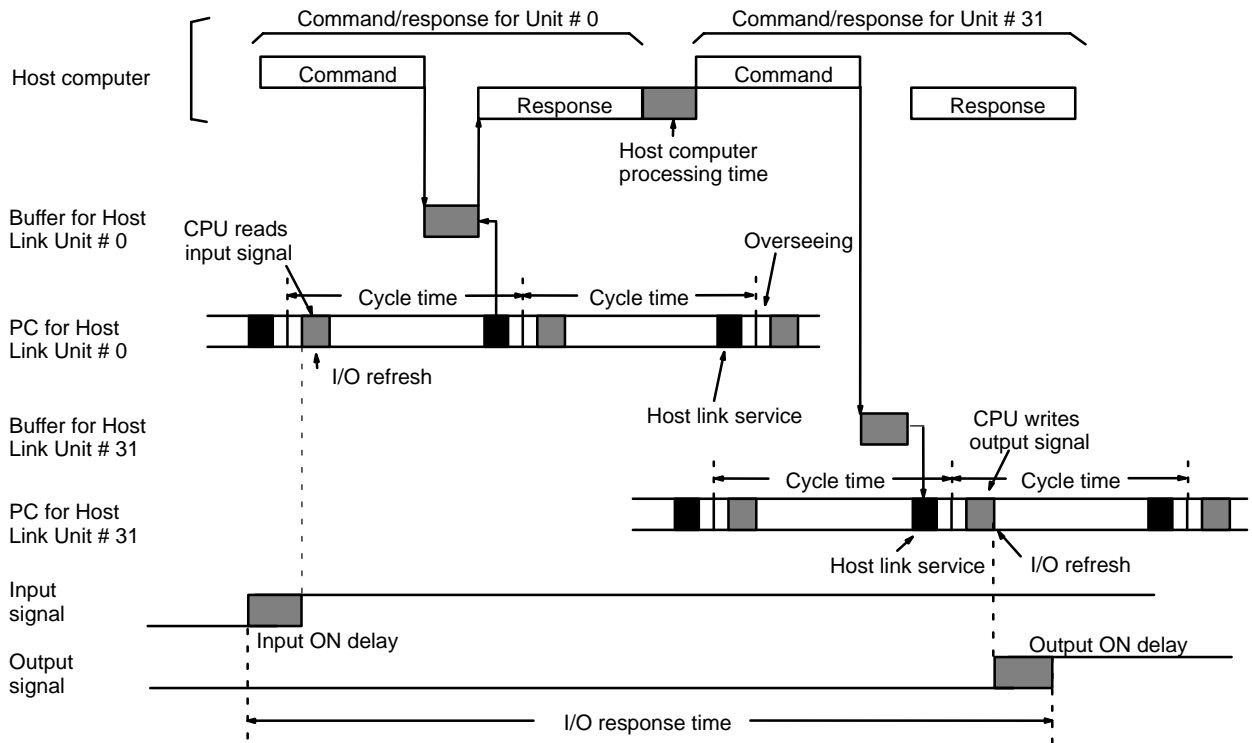 Command/response for Unit # 0
Command/response for Unit # 31
Host computer
Command
Command
Response
Response
Host computer
processing time
Buffer for Host
Link Unit # 0
CPU reads
input signal
Overseeing
Cycle time
Cycle time
PC for Host
Link Unit # 0
I/O refresh
Host link service
Buffer for Host
Link Unit # 31
CPU writes
output signal
Cycle time
Cycle time
PC for Host
Link Unit # 31
Host link service
I/O refresh
Input
signal
Input ON delay
Output ON delay
Output
signal
I/O response time